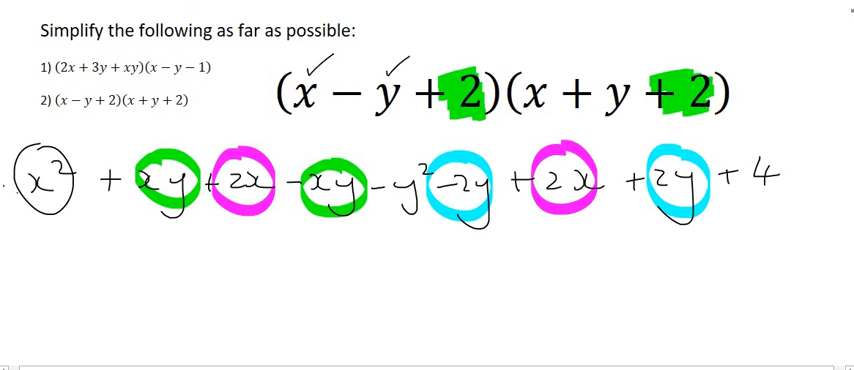 Simplify the following as far as possible:
1) (2x + 3y + xy)(x − y − 1)
2) (x − y + 2)(x + y + 2)
(x − y + 2)(x + y + 2)
x² + xy + 2x − xy − y² − 2y + 2x + 2y + 4